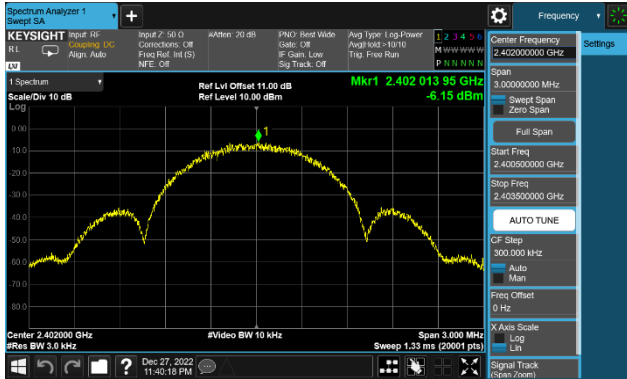 Spectrum Analyzer 1
Swept SA
Frequency
KEYSIGHT
Input: RF
Coupling: DC
Align: Auto
Input Z: 50 Ω
Corrections: Off
Freq Ref: Int (S)
NFE: Off
#Atten: 20 dB
PNO: Best Wide
Gate: Off
IF Gain: Low
Sig Track: Off
Avg Type: Log-Power
Avg|Hold:>10/10
Trig: Free Run
1 2 3 4 5 6
M W W W W W
P N N N N N
R L
LXI
1 Spectrum
Scale/Div 10 dB
Ref Lvl Offset 11.00 dB
Ref Level 10.00 dBm
Mkr1 2.402 013 95 GHz
-6.15 dBm
Log
1
0.00
-10.0
-20.0
-30.0
-40.0
-50.0
-60.0
-70.0
-80.0
Center 2.402000 GHz
#Res BW 3.0 kHz
#Video BW 10 kHz
Span 3.000 MHz
Sweep 1.33 ms (20001 pts)
Dec 27, 2022
11:40:18 PM
Center Frequency
2.402000000 GHz
Settings
Span
3.00000000 MHz
Swept Span
Zero Span
Full Span
Start Freq
2.400500000 GHz
Stop Freq
2.403500000 GHz
AUTO TUNE
CF Step
300.000 kHz
Auto
Man
Freq Offset
0 Hz
X Axis Scale
Log
Lin
Signal Track
(Span Zoom)